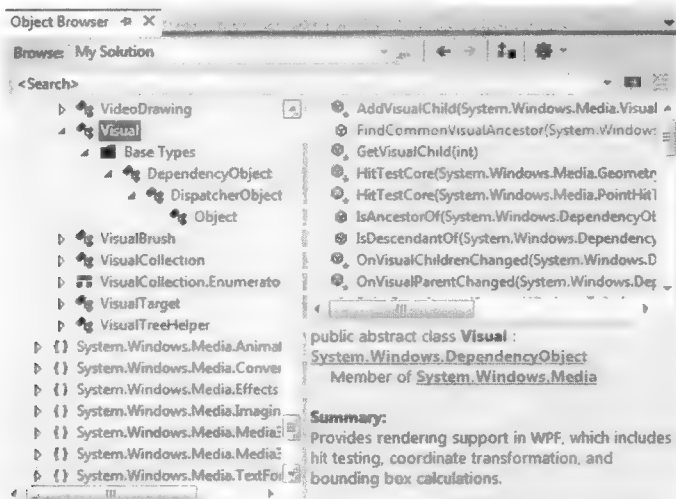 Object Browser
Browse: My Solution
<Search>
VideoDrawing
Visual
Base Types
DependencyObject
DispatcherObject
Object
VisualBrush
VisualCollection
VisualCollection.Enumerato
VisualTarget
VisualTreeHelper
{} System.Windows.Media.Animat
{} System.Windows.Media.Conver
{} System.Windows.Media.Effects
{} System.Windows.Media.Imagin
{} System.Windows.Media.Media
{} System.Windows.Media.Media
{} System.Windows.Media.TextFor
AddVisualChild(System.Windows.Media.Visual
FindCommonVisualAncestor(System.Window
GetVisualChild(int)
HitTestCore(System.Windows.Media.Geometr
HitTestCore(System.Windows.Media.PointHitT
IsAncestorOf(System.Windows.DependencyOb
IsDescendantOf(System.Windows.Dependency
OnVisualChildrenChanged(System.Windows.D
OnVisualParentChanged(System.Windows.Dep
public abstract class Visual :
System.Windows.DependencyObject
Member of System.Windows.Media
Summary:
Provides rendering support in WPF, which includes
hit testing, coordinate transformation, and
bounding box calculations.